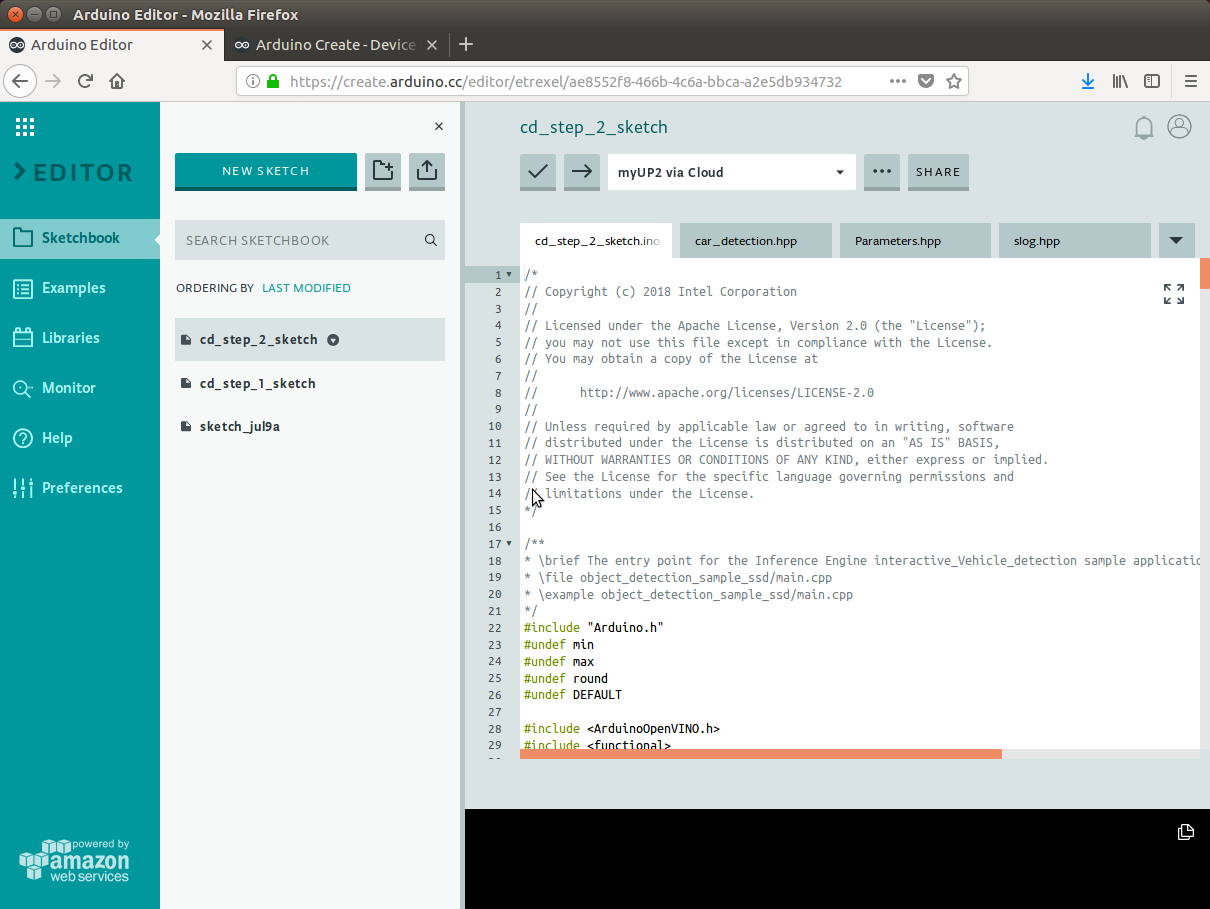 Arduino Editor - Mozilla Firefox
Arduino Editor
Arduino Create - Device
https://create.arduino.cc/editor/etrexel/ae8552f8-466b-4c6a-bbca-a2e5db934732
EDITOR
Sketchbook
Examples
Libraries
Monitor
Help
Preferences
powered by
amazon
web services
NEW SKETCH
SEARCH SKETCHBOOK
ORDERING BY LAST MODIFIED
cd_step_2_sketch
cd_step_1_sketch
sketch_jul9a
cd_step_2_sketch
myUP2 via Cloud
SHARE
cd_step_2_sketch.ino
car_detection.hpp
Parameters.hpp
slog.hpp
1 /*
2 // Copyright (c) 2018 Intel Corporation
3 //
4 // Licensed under the Apache License, Version 2.0 (the "License");
5 // you may not use this file except in compliance with the License.
6 // You may obtain a copy of the License at
7 //
8 //      http://www.apache.org/licenses/LICENSE-2.0
9 //
10 // Unless required by applicable law or agreed to in writing, software
11 // distributed under the License is distributed on an "AS IS" BASIS,
12 // WITHOUT WARRANTIES OR CONDITIONS OF ANY KIND, either express or implied.
13 // See the License for the specific language governing permissions and
14 // limitations under the License.
15 */
16
17 /**
18 * \brief The entry point for the Inference Engine interactive_Vehicle_detection sample applicatio
19 * \file object_detection_sample_ssd/main.cpp
20 * \example object_detection_sample_ssd/main.cpp
21 */
22 #include "Arduino.h"
23 #undef min
24 #undef max
25 #undef round
26 #undef DEFAULT
27
28 #include <ArduinoOpenVINO.h>
29 #include <functional>